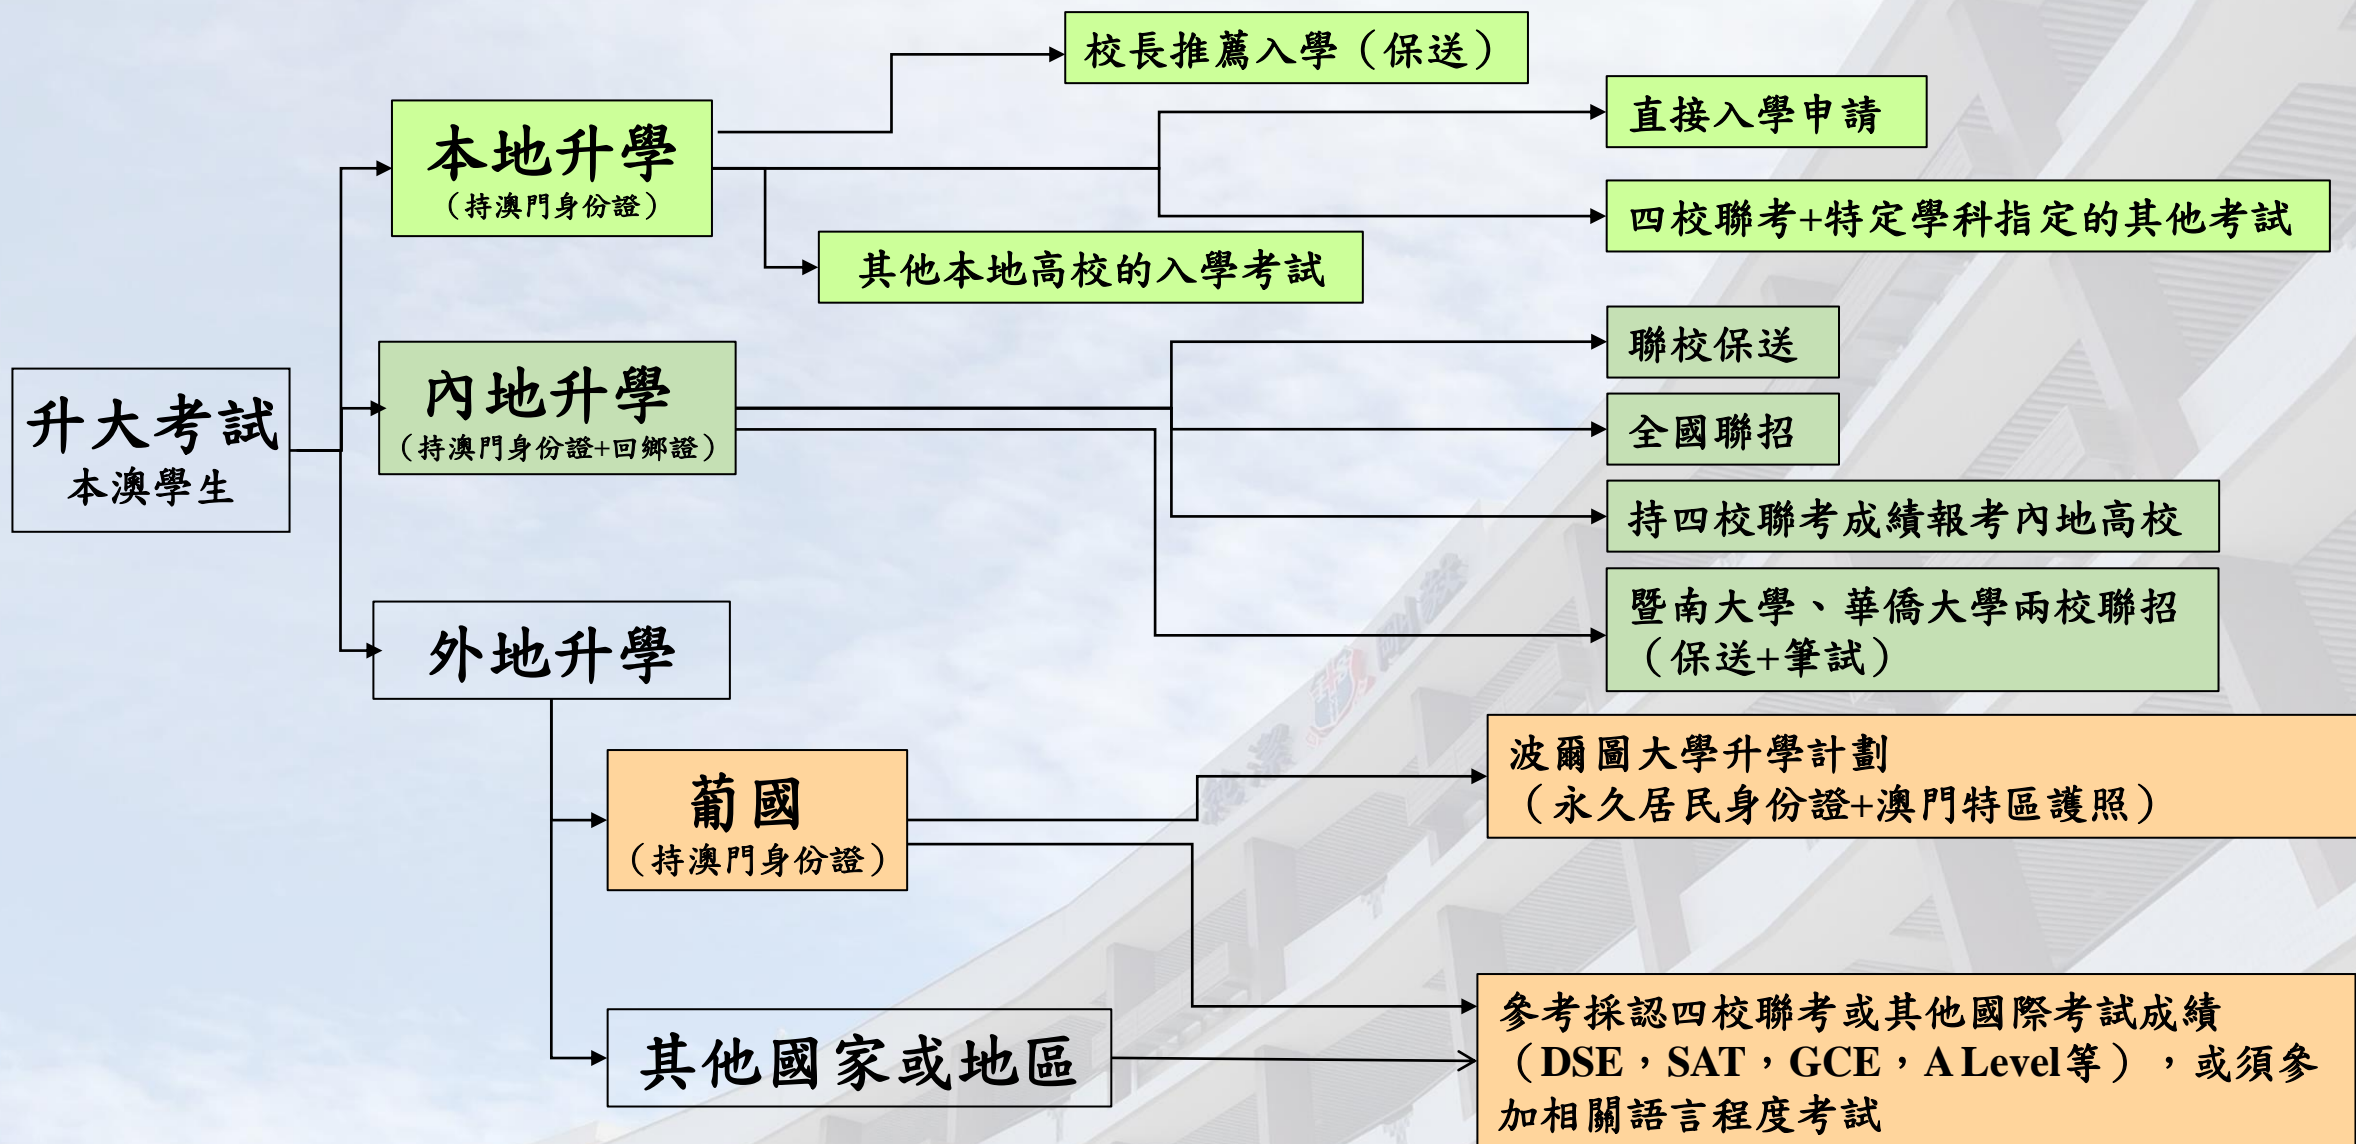 校長推薦入學（保送）
直接入學申請
本地升學
（持澳門身份證）
四校聯考+特定學科指定的其他考試
其他本地高校的入學考試
聯校保送
內地升學
（持澳門身份證+回鄉證）
全國聯招
升大考試
本澳學生
持四校聯考成績報考內地高校
暨南大學、華僑大學兩校聯招
（保送+筆試）
外地升學
波爾圖大學升學計劃
（永久居民身份證+澳門特區護照）
葡國
（持澳門身份證）
其他國家或地區
參考採認四校聯考或其他國際考試成績
（DSE，SAT，GCE，A Level等），或須參
加相關語言程度考試